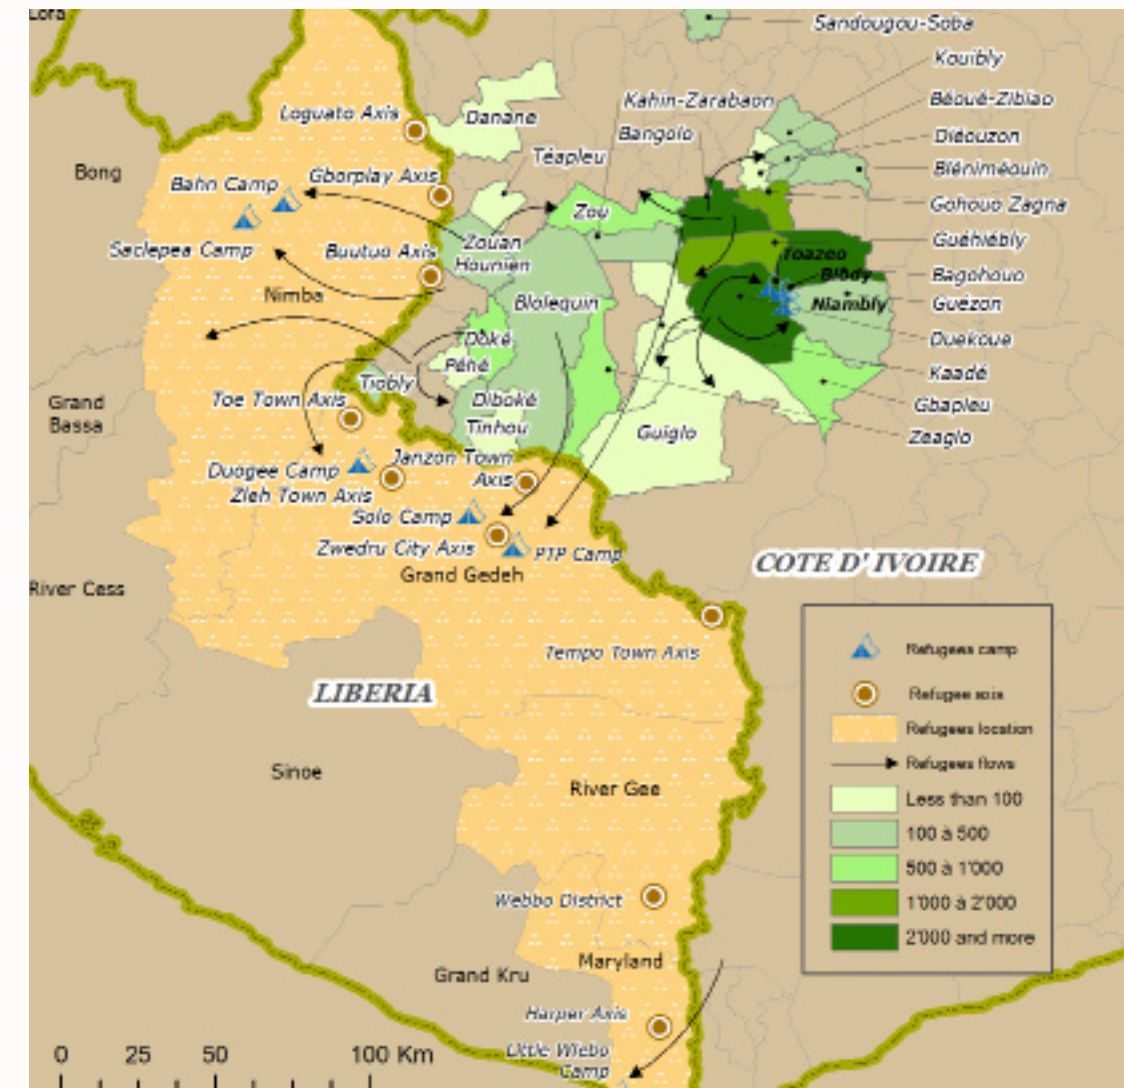 Lofa
Sandougou-Soba
Kouibly
Kahin-Zarabaon
Béoué-Zibiao
Danane
Loguato Axis
Bangolo
Diéouzon
Téapleu
Bléniméouin
Bong
Bahn Camp
Gborplay Axis
Gohouo Zagna
Zou
Saclepea Camp
Buutuo Axis
Zouan
Hounien
Guéhiébly
Toazeo
Blody
Bagohouo
Nimba
Blolequin
Niambly
Guézon
Doké
Duekoue
Péhé
Kaadé
Tiobly
Grand
Bassa
Toe Town Axis
Diboké
Gbapleu
Tinhou
Guiglo
Zeaglo
Duogee Camp
Janzon Town
Axis
Zleh Town Axis
Solo Camp
Zwedru City Axis
PTP Camp
COTE D' IVOIRE
Grand Gedeh
River Cess
Tempo Town Axis
Refugees camp
LIBERIA
Refugee axis
Refugees location
Sinoe
Refugees flows
River Gee
Less than 100
100 à 500
500 à 1'000
Webbo District
1'000 à 2'000
2'000 and more
Maryland
Grand Kru
Harper Axis
Little Wlebo
Camp
0 25 50 100 Km